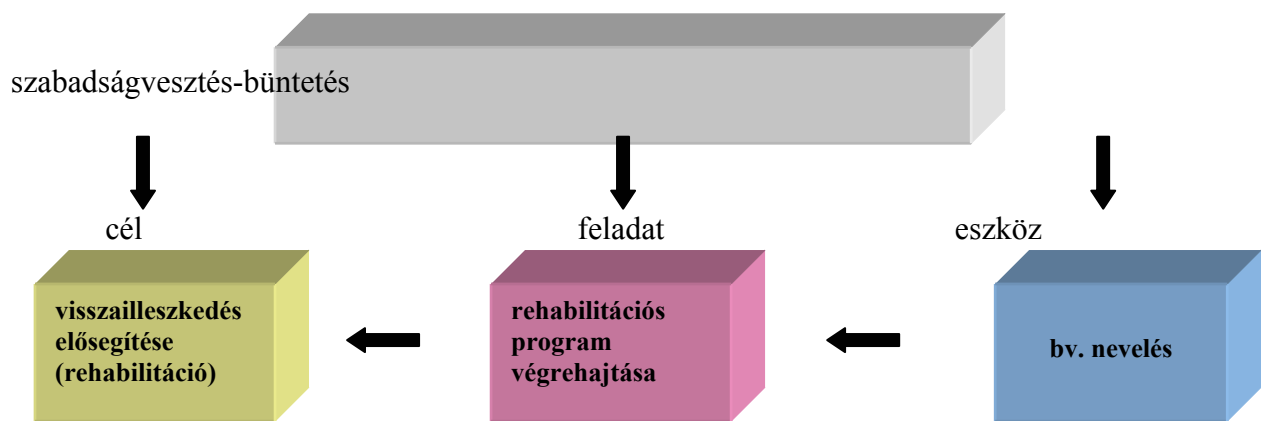 szabadságvesztés-büntetés
cél
feladat
eszköz
visszailleszkedés
elősegítése
(rehabilitáció)
rehabilitációs
program
végrehajtása
bv. nevelés